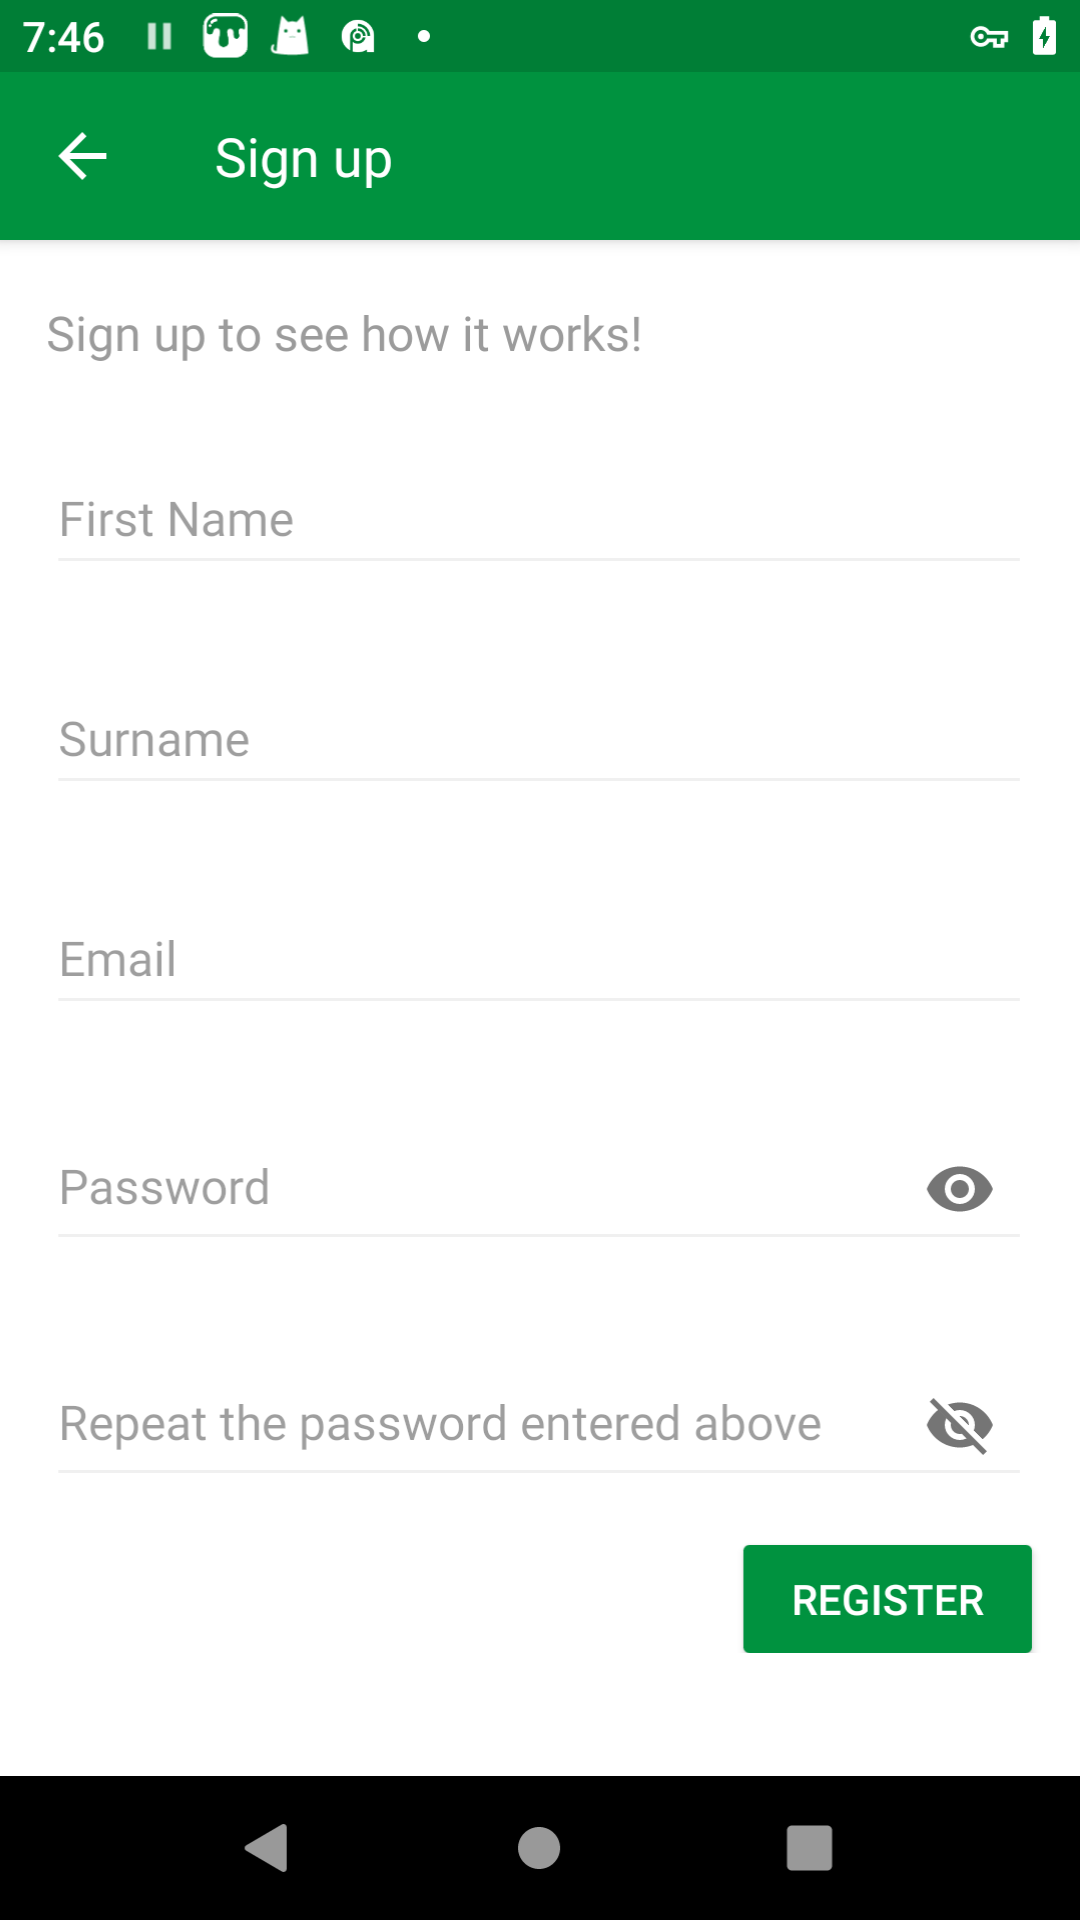 7:46
Sign up
Sign up to see how it works!
First Name
Surname
Email
Password
Repeat the password entered above
REGISTER